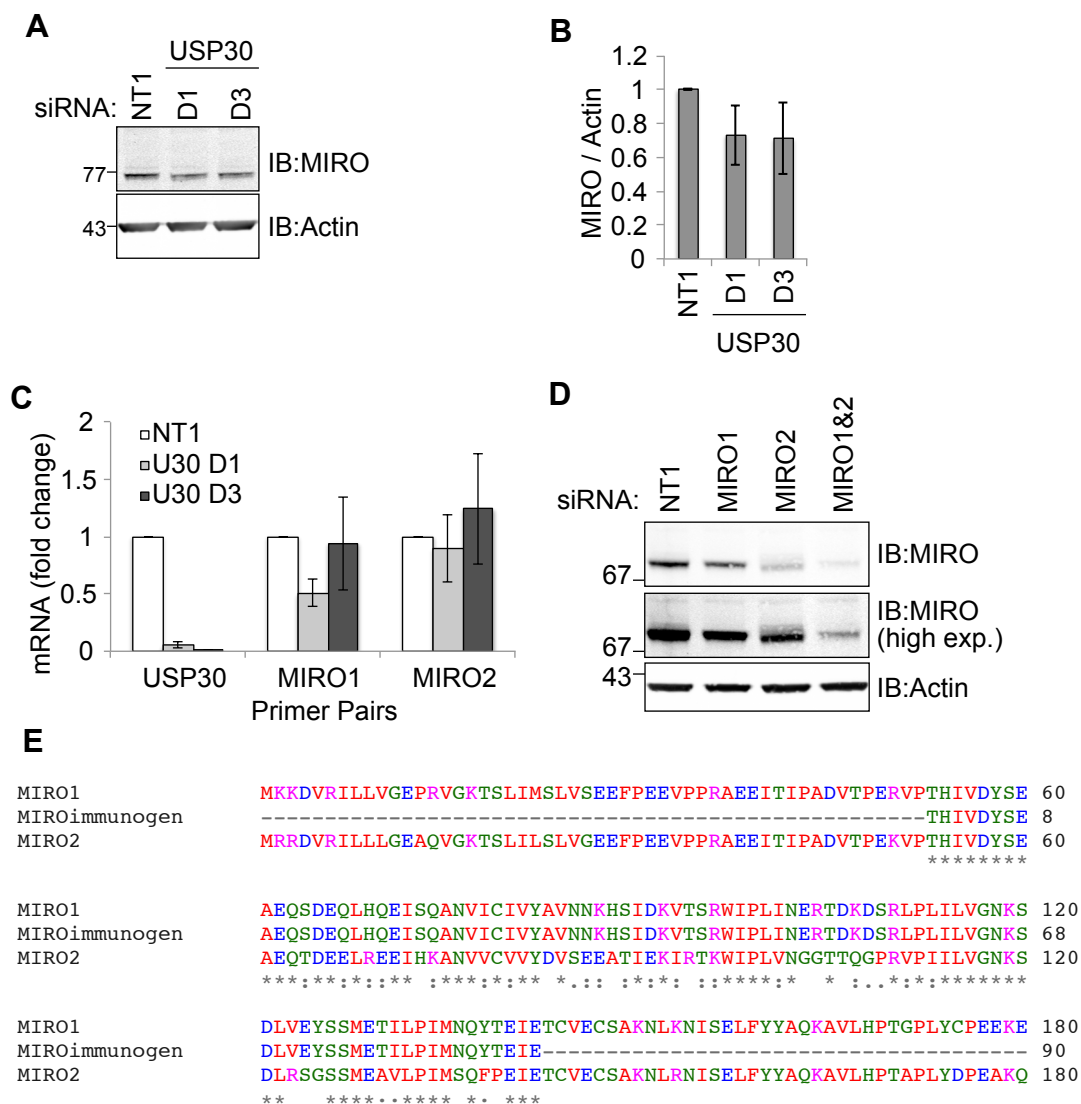 A
USP30
siRNA:
NT1
D1
D3
77
IB:MIRO
43
IB:Actin
B
MIRO / Actin
1.2
1
0.8
0.6
0.4
0.2
0
NT1
D1
D3
USP30
C
mRNA (fold change)
2
1.5
1
0.5
0
NT1
U30 D1
U30 D3
USP30 MIRO1 MIRO2
Primer Pairs
D
siRNA:
NT1
MIRO1
MIRO2
MIRO1&2
67
IB:MIRO
67
IB:MIRO
(high exp.)
43
IB:Actin
E
MIRO1 MKKDVRILLVGEPRVGKTSLIMSLVSEEFPEEVPPRAEEITIPADVTPERVPTHIVDYSE 60
MIROimmunogen ----------------------------------------------------THIVDYSE 8
MIRO2 MRRDVRILLLGEAQVGKTSLILSLVGEEFPEEVPPRAEEITIPADVTPEKVPTHIVDYSE 60
********
MIRO1 AEQSDEQLHQEISQANVICIVYAVNNKHSIDKVTSRWIPLINERTDKDSRLPLILVGNKS 120
MIROimmunogen AEQSDEQLHQEISQANVICIVYAVNNKHSIDKVTSRWIPLINERTDKDSRLPLILVGNKS 68
MIRO2 AEQTDEELREEIHKANVVCVVYDVSEEATIEKIRTKWIPLVNGGTTQGPRVPIILVGNKS 120
***:**:*::** :***:*:** *.:: :*:*: ::****:*  * :..*:*:*******
MIRO1 DLVEYSSMETILPIMNQYTEIETCVECSAKNLKNISELFYYAQKAVLHPTGPLYCPEEKE 180
MIROimmunogen DLVEYSSMETILPIMNQYTEIE-------------------------------------- 90
MIRO2 DLRSGSSMEAVLPIMSQFPEIETCVECSAKNLRNISELFYYAQKAVLHPTAPLYDPEAKQ 180
**   ****::****.*: ***